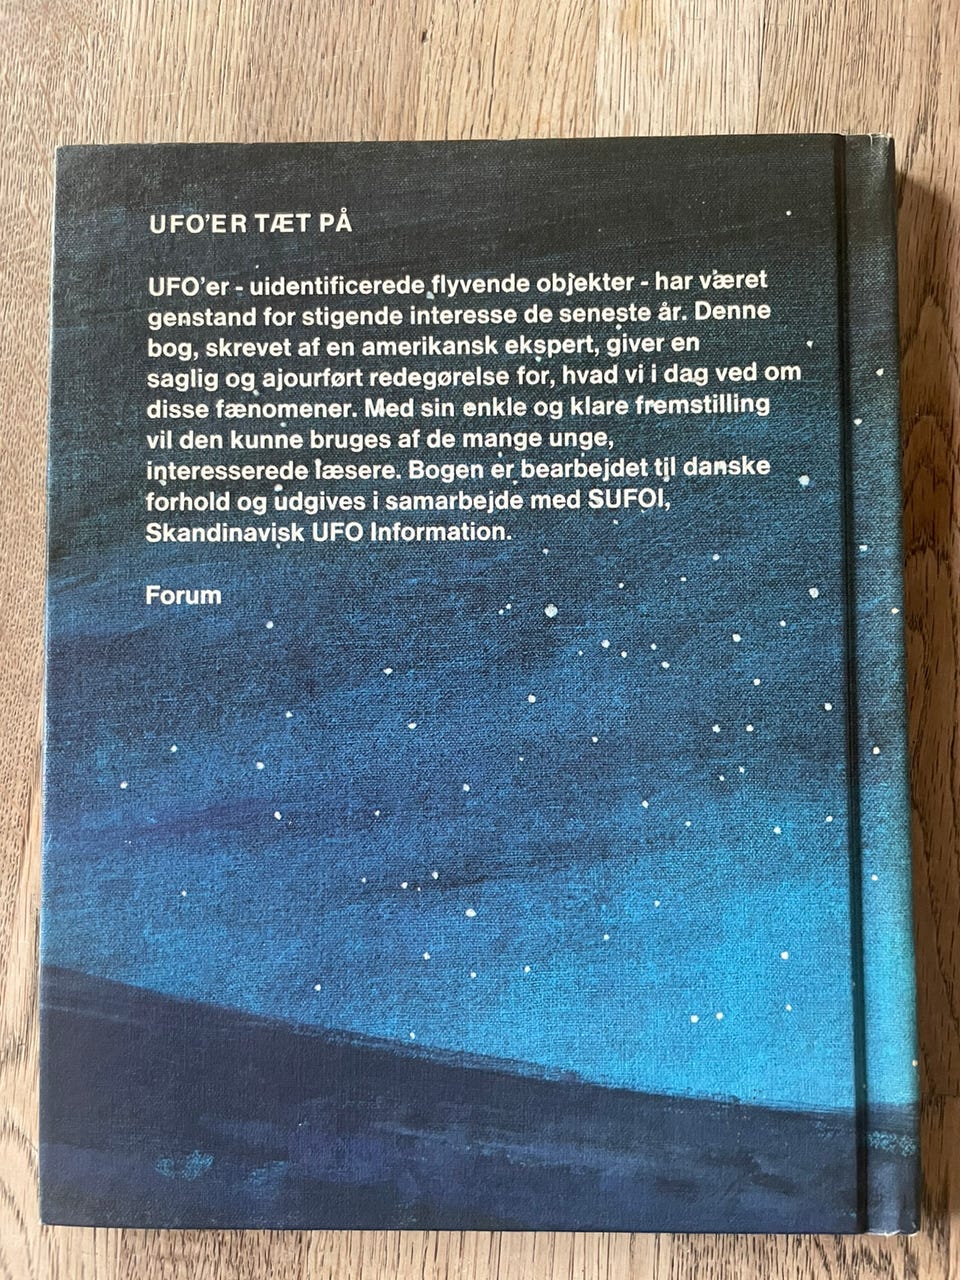 UFO'ER TÆT PÅ
UFO'er - uidentificerede flyvende objekter - har været
genstand for stigende interesse de seneste år. Denne
bog, skrevet af en amerikansk ekspert, giver en
saglig og ajourført redegørelse for, hvad vi i dag ved om
disse fænomener. Med sin enkle og klare fremstilling
vil den kunne bruges af de mange unge,
interesserede læsere. Bogen er bearbejdet til danske
forhold og udgives i samarbejde med SUFOI,
Skandinavisk UFO Information.
Forum